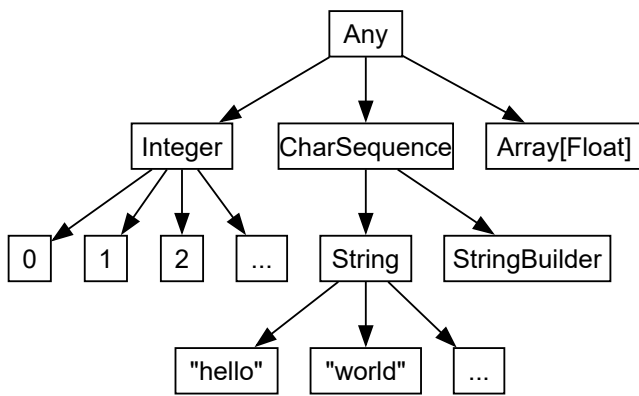 Any
Integer
CharSequence
Array[Float]
0
1
2
...
String
StringBuilder
"hello"
"world"
...